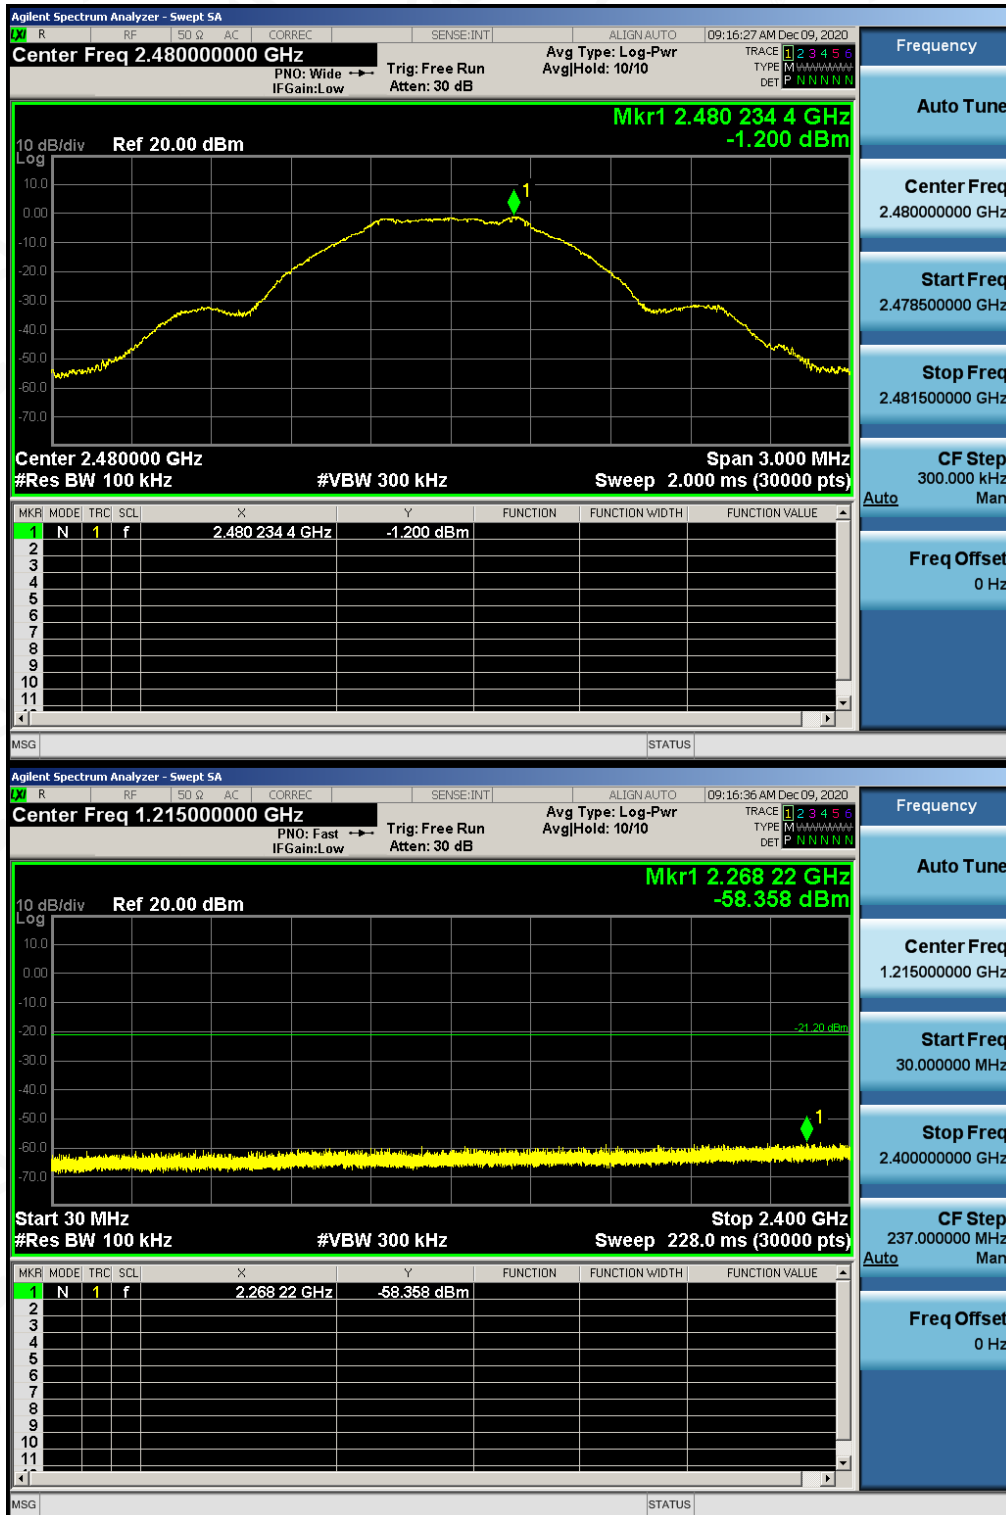 Agilent Spectrum Analyzer - Swept SA
LXI R RF 50 Ω AC CORREC SENSE:INT ALIGN AUTO 09:16:27 AM Dec 09, 2020
Center Freq 2.480000000 GHz
PNO: Wide
IFGain:Low
Trig: Free Run
Atten: 30 dB
Avg Type: Log-Pwr
Avg|Hold: 10/10
TRACE 1 2 3 4 5 6
TYPE M WWWWW
DET P N N N N N
Mkr1 2.480 234 4 GHz
-1.200 dBm
10 dB/div Ref 20.00 dBm
Log
10.0
0.00
-10.0
-20.0
-30.0
-40.0
-50.0
-60.0
-70.0
1
Center 2.480000 GHz Span 3.000 MHz
#Res BW 100 kHz #VBW 300 kHz Sweep 2.000 ms (30000 pts)
MKR MODE TRC SCL X Y FUNCTION FUNCTION WIDTH FUNCTION VALUE
1 N 1 f 2.480 234 4 GHz -1.200 dBm
2
3
4
5
6
7
8
9
10
11
MSG STATUS
Frequency
Auto Tune
Center Freq
2.480000000 GHz
Start Freq
2.478500000 GHz
Stop Freq
2.481500000 GHz
CF Step
300.000 kHz
Auto Man
Freq Offset
0 Hz
Agilent Spectrum Analyzer - Swept SA
LXI R RF 50 Ω AC CORREC SENSE:INT ALIGN AUTO 09:16:36 AM Dec 09, 2020
Center Freq 1.215000000 GHz
PNO: Fast
IFGain:Low
Trig: Free Run
Atten: 30 dB
Avg Type: Log-Pwr
Avg|Hold: 10/10
TRACE 1 2 3 4 5 6
TYPE M WWWWW
DET P N N N N N
Mkr1 2.268 22 GHz
-58.358 dBm
10 dB/div Ref 20.00 dBm
Log
10.0
0.00
-10.0
-20.0
-30.0
-40.0
-50.0
-60.0
-70.0
-21.20 dBm
1
Start 30 MHz Stop 2.400 GHz
#Res BW 100 kHz #VBW 300 kHz Sweep 228.0 ms (30000 pts)
MKR MODE TRC SCL X Y FUNCTION FUNCTION WIDTH FUNCTION VALUE
1 N 1 f 2.268 22 GHz -58.358 dBm
2
3
4
5
6
7
8
9
10
11
MSG STATUS
Frequency
Auto Tune
Center Freq
1.215000000 GHz
Start Freq
30.000000 MHz
Stop Freq
2.400000000 GHz
CF Step
237.000000 MHz
Auto Man
Freq Offset
0 Hz